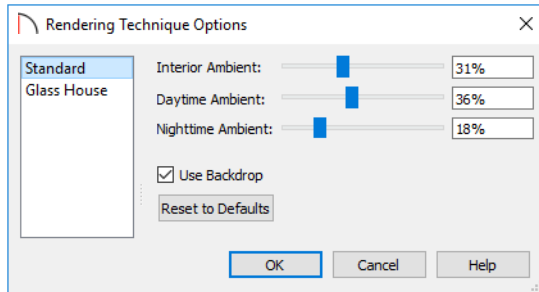 Rendering Technique Options
Standard
Glass House
Interior Ambient: 31%
Daytime Ambient: 36%
Nighttime Ambient: 18%
Use Backdrop
Reset to Defaults
OK Cancel Help